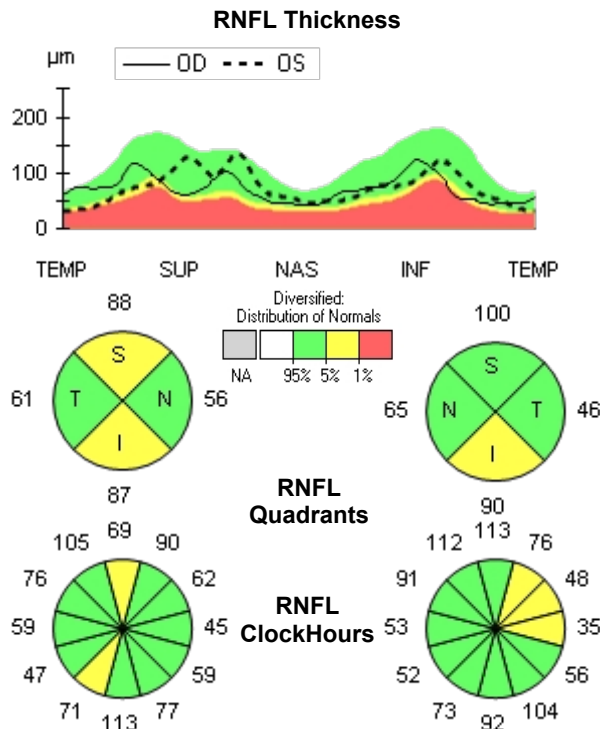 RNFL Thickness
μm
OD OS
200
100
0
TEMP SUP NAS INF TEMP
Diversified:
Distribution of Normals
NA 95% 5% 1%
88
S
61 T N 56
I
87
100
S
65 N T 46
I
90
RNFL
Quadrants
69
105 90
76 62
59 45
47 59
71 77
113
RNFL
ClockHours
113
112 76
91 48
53 35
52 56
73 104
92